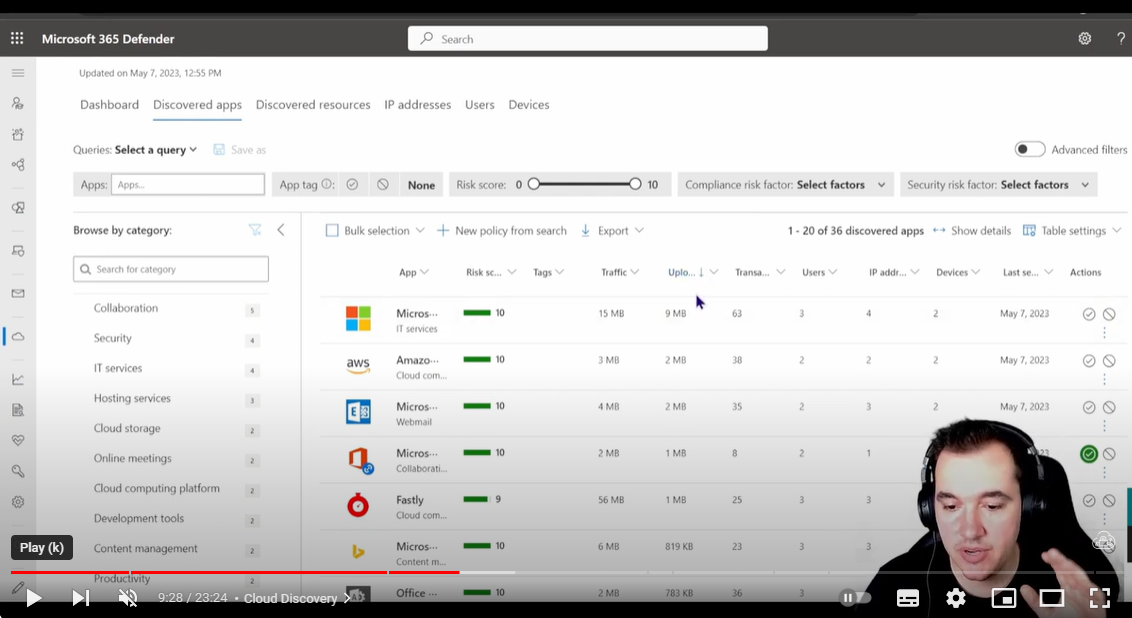 Microsoft 365 Defender
Search
?
Updated on May 7, 2023, 12:55 PM
Dashboard Discovered apps Discovered resources IP addresses Users Devices
Queries: Select a query Save as
Advanced filters
Apps: Apps... App tag None Risk score: 0 10 Compliance risk factor: Select factors Security risk factor: Select factors
Browse by category:
Search for category
Collaboration 5
Security 4
IT services 4
Hosting services 3
Cloud storage 2
Online meetings 2
Cloud computing platform 2
Development tools 2
Content management 2
Productivity 2
Bulk selection New policy from search Export 1 - 20 of 36 discovered apps Show details Table settings
App Risk sc... Tags Traffic Uplo... Transa... Users IP addr... Devices Last se... Actions
Micros... 10 15 MB 9 MB 63 3 4 2 May 7, 2023
IT services
aws Amazo... 10 3 MB 2 MB 38 2 2 2 May 7, 2023
Cloud com...
Micros... 10 4 MB 2 MB 35 2 3 2 May 7, 2023
Webmail
Micros... 10 2 MB 1 MB 8 2 1
Collaborati...
Fastly 9 56 MB 1 MB 25 3 3
Cloud com...
Micros... 10 6 MB 819 KB 23 3 3
Content m...
Office ... 10 2 MB 783 KB 36 3 3
Play (k)
9:28 / 23:24 • Cloud Discovery